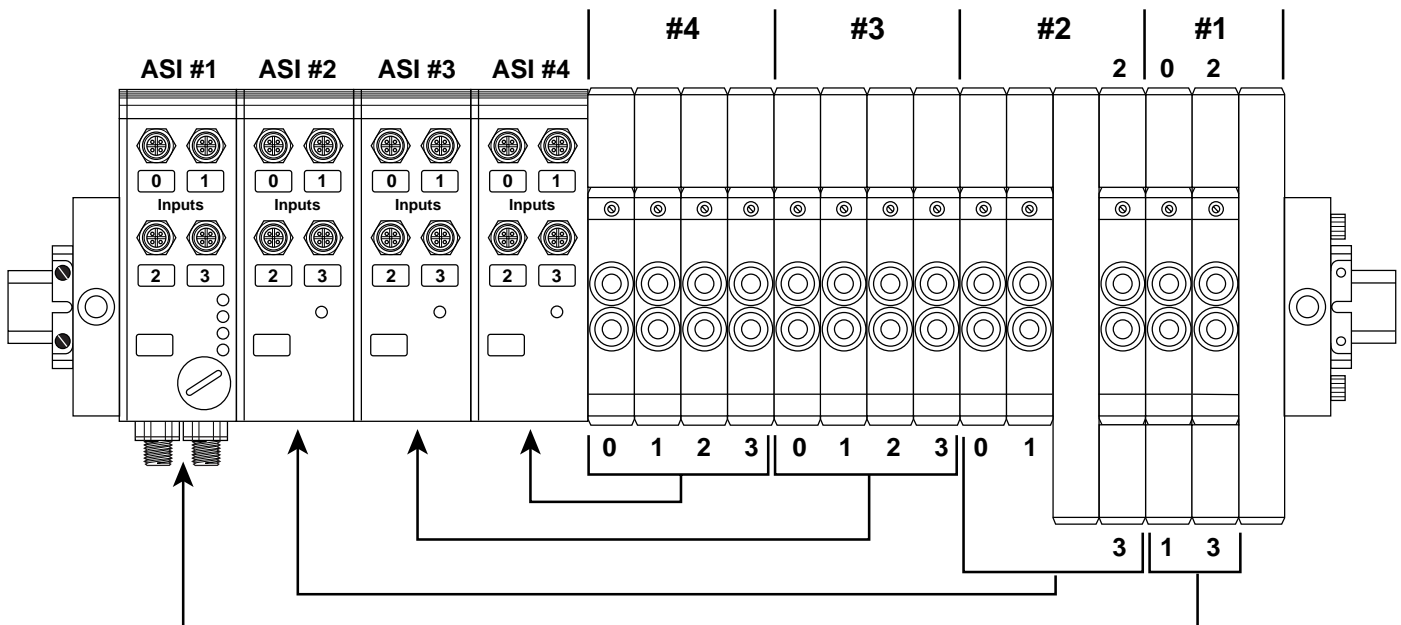 #4 #3 #2 #1
ASI #1 ASI #2 ASI #3 ASI #4 2 0 2
0 1 0 1 0 1 0 1
Inputs Inputs Inputs Inputs
2 3 2 3 2 3 2 3
0 1 2 3 0 1 2 3 0 1
3 1 3